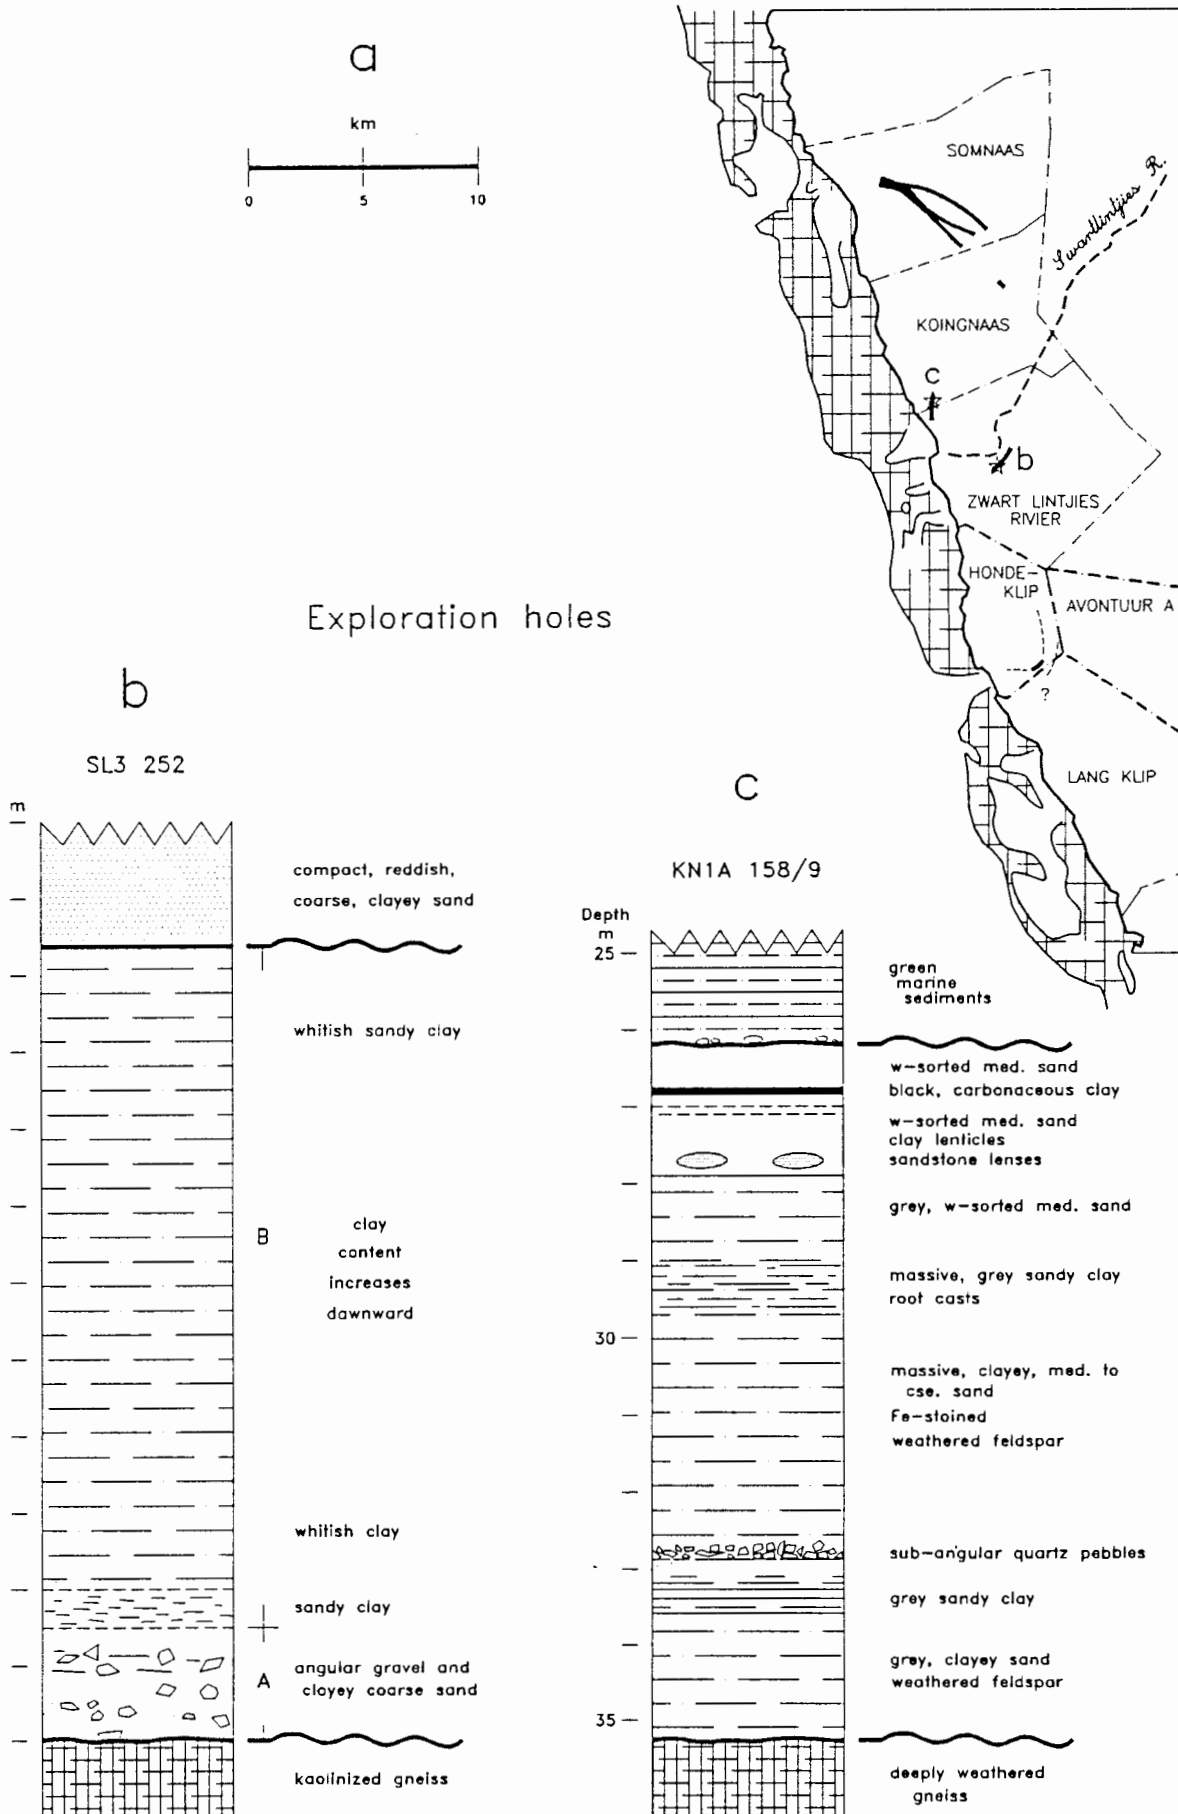 a
km
0 5 10
SOMNAAS
Swartlintjies R.
KOINGNAAS
c
b
ZWART LINTJIES
RIVIER
HONDE-
KLIP
AVONTUUR A
?
LANG KLIP
Exploration holes
b
SL3 252
m
compact, reddish,
coarse, clayey sand
whitish sandy clay
B
clay
content
increases
dawnward
whitish clay
sandy clay
A
angular gravel and
clayey coarse sand
kaolinized gneiss
c
KN1A 158/9
Depth
m
25
green
marine
sediments
w-sorted med. sand
black, carbonaceous clay
w-sorted med. sand
clay lenticles
sandstone lenses
grey, w-sorted med. sand
massive, grey sandy clay
root casts
30
massive, clayey, med. to
cse. sand
Fe-stained
weathered feldspar
sub-angular quartz pebbles
grey sandy clay
grey, clayey sand
weathered feldspar
35
deeply weathered
gneiss